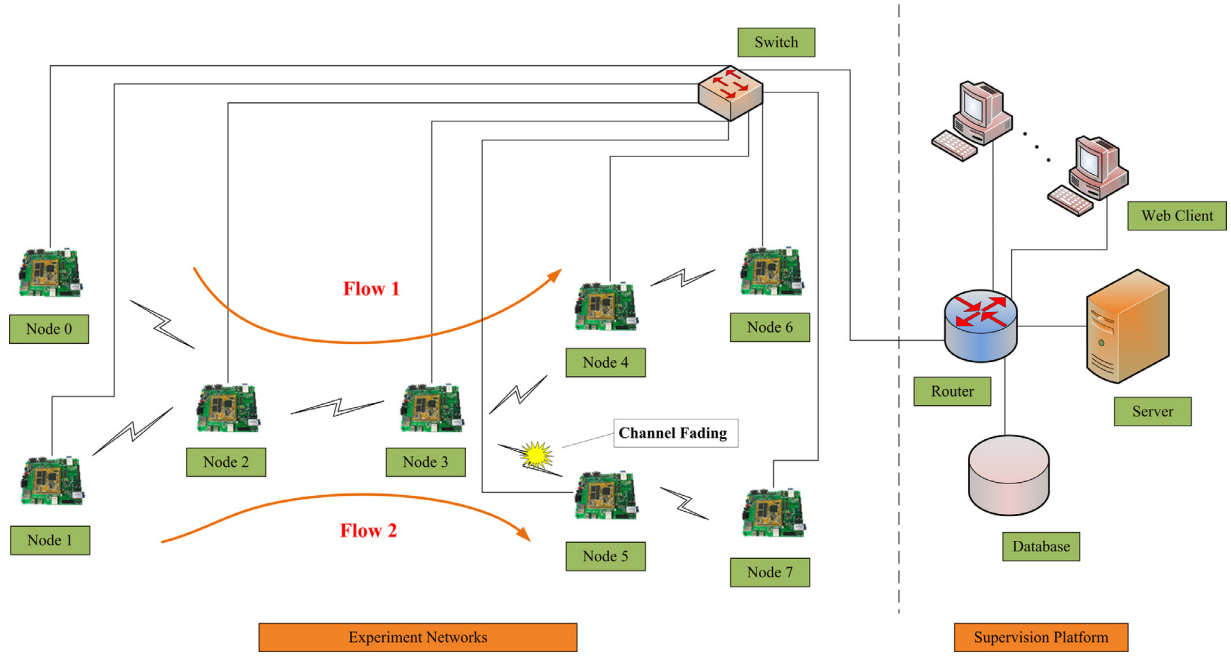 Switch
Web Client
Flow 1
Node 0
Node 6
Node 4
Router
Server
Channel Fading
Node 2
Node 3
Flow 2
Node 1
Node 5
Database
Node 7
Experiment Networks
Supervision Platform